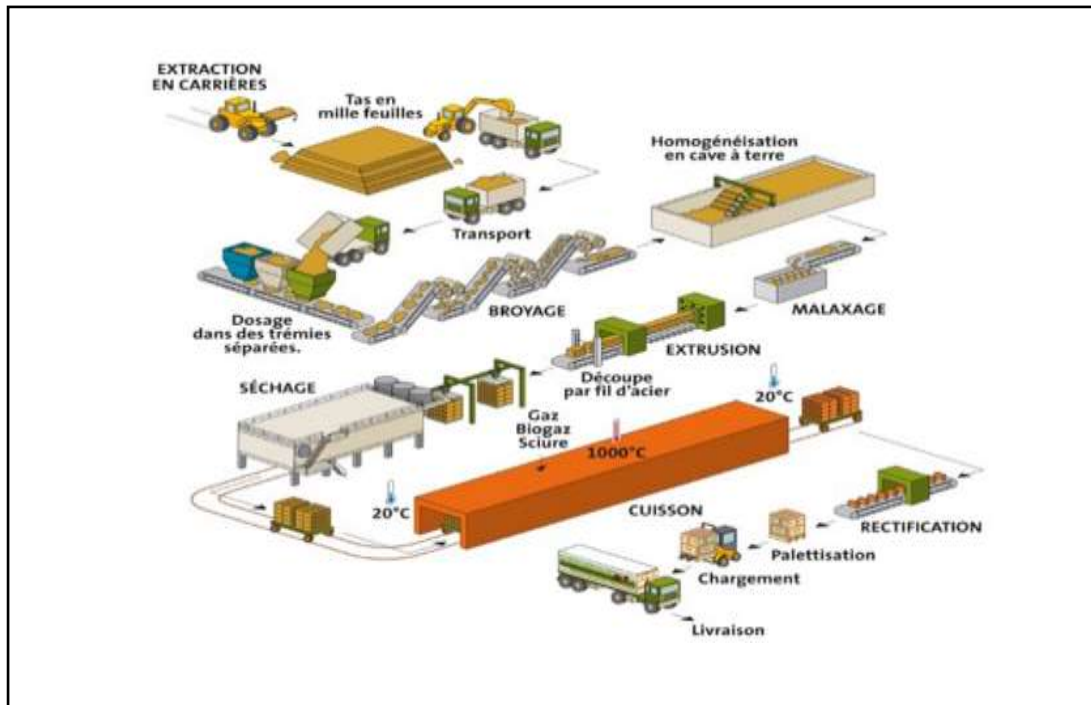 EXTRACTION
EN CARRIÈRES
Tas en
mille feuilles
Homogénéisation
en cave à terre
Transport
Dosage
dans des trémies
séparées.
BROYAGE
MALAXAGE
EXTRUSION
Découpe
par fil d'acier
SÉCHAGE
Gaz
Biogaz
Sciure
20°C
1000°C
20°C
CUISSON
RECTIFICATION
Palettisation
Chargement
Livraison